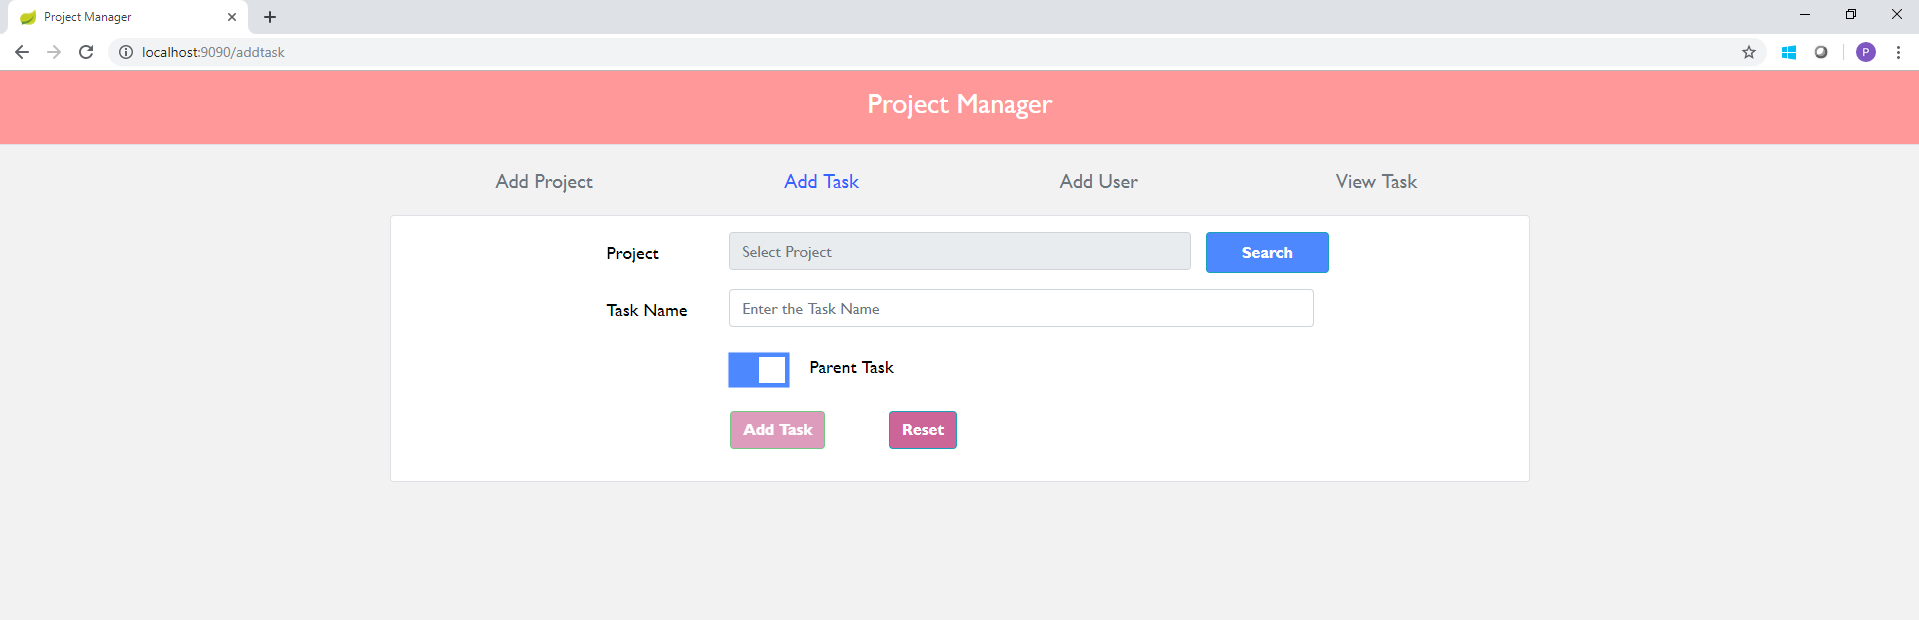 Project Manager
localhost:9090/addtask
P
Project Manager
Add Project Add Task Add User View Task
Project Select Project Search
Task Name Enter the Task Name
Parent Task
Add Task Reset